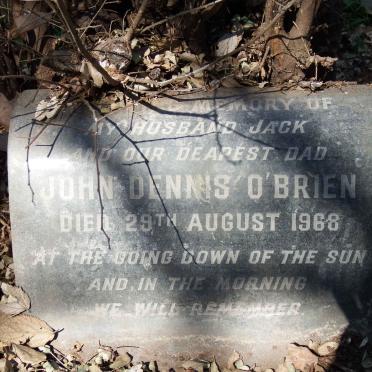 MEMORY OF
MY HUSBAND JACK
AND OUR DEAREST DAD
JOHN DENNIS O'BRIEN
DIED 29TH AUGUST 1968
AT THE GOING DOWN OF THE SUN
AND IN THE MORNING
WE WILL REMEMBER